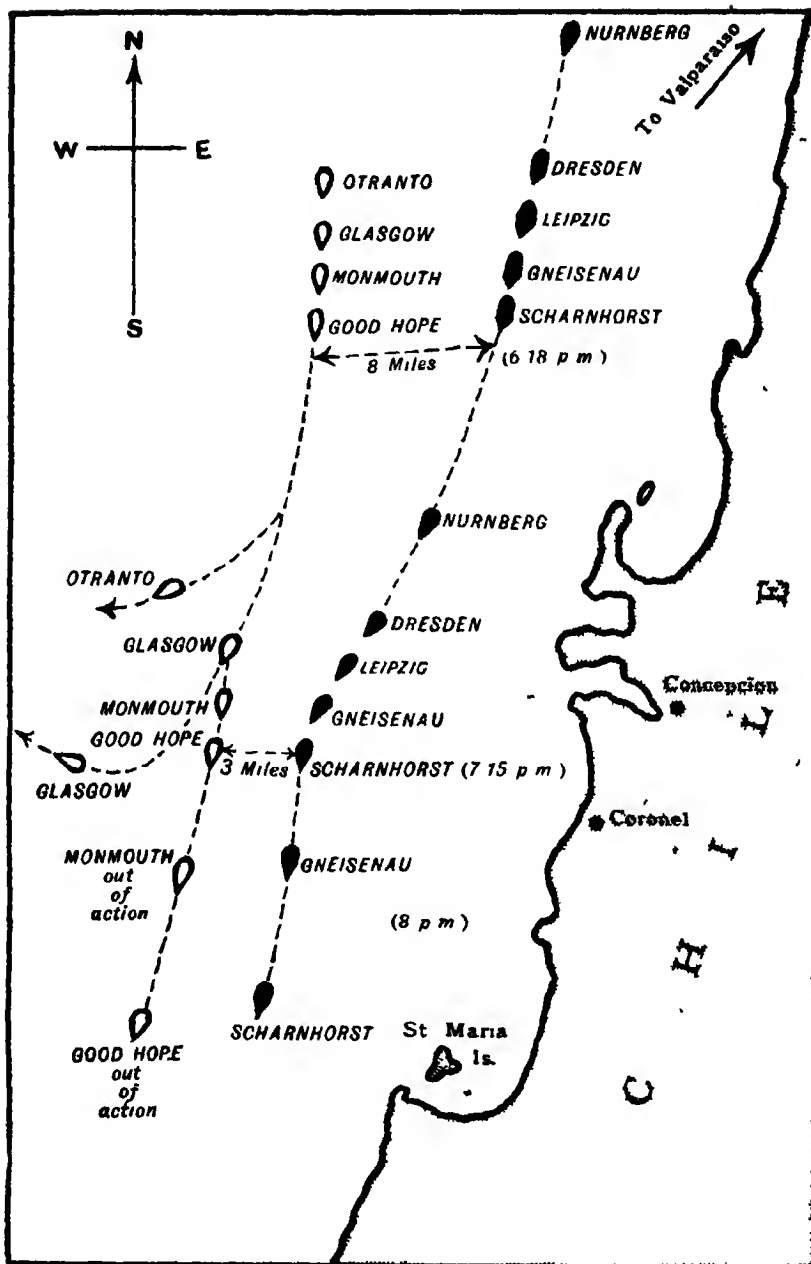 N
W
E
S
NURNBERG
To Valparaiso
DRESDEN
LEIPZIG
GNEISENAU
SCHARNHORST
(6 18 p m)
OTRANTO
GLASGOW
MONMOUTH
GOOD HOPE
8 Miles
NURNBERG
OTRANTO
DRESDEN
GLASGOW
LEIPZIG
MONMOUTH
GNEISENAU
GOOD HOPE
3 Miles
SCHARNHORST (7 15 p m)
GLASGOW
Concepcion
Coronel
MONMOUTH
out
of
action
GNEISENAU
(8 p m)
GOOD HOPE
out
of
action
SCHARNHORST
St Maria
Is.
CHILE